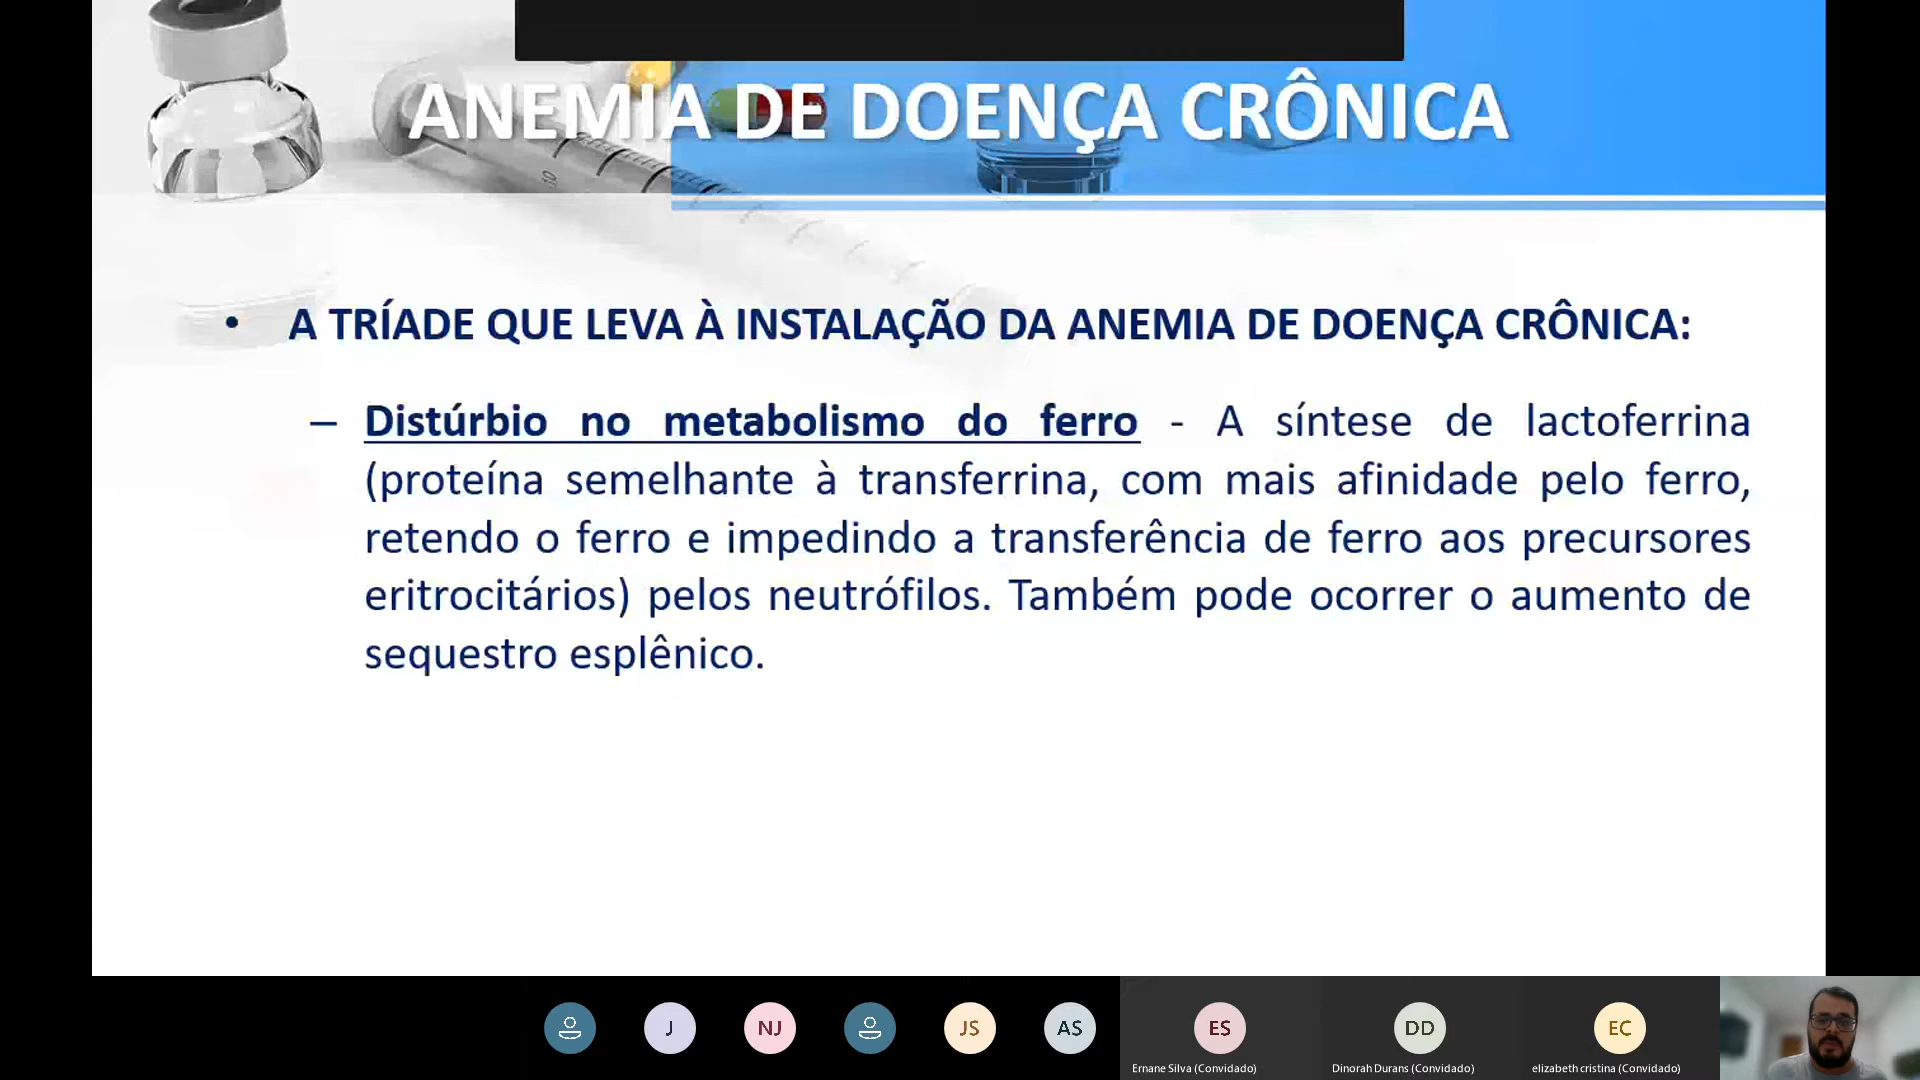 ANEMIA DE DOENÇA CRÔNICA
10
• A TRÍADE QUE LEVA À INSTALAÇÃO DA ANEMIA DE DOENÇA CRÔNICA:
– Distúrbio no metabolismo do ferro - A síntese de lactoferrina
(proteína semelhante à transferrina, com mais afinidade pelo ferro,
retendo o ferro e impedindo a transferência de ferro aos precursores
eritrocitários) pelos neutrófilos. Também pode ocorrer o aumento de
sequestro esplênico.
J NJ JS AS ES DD EC
Ernane Silva (Convidado) Dinorah Durans (Convidado) elizabeth cristina (Convidado)